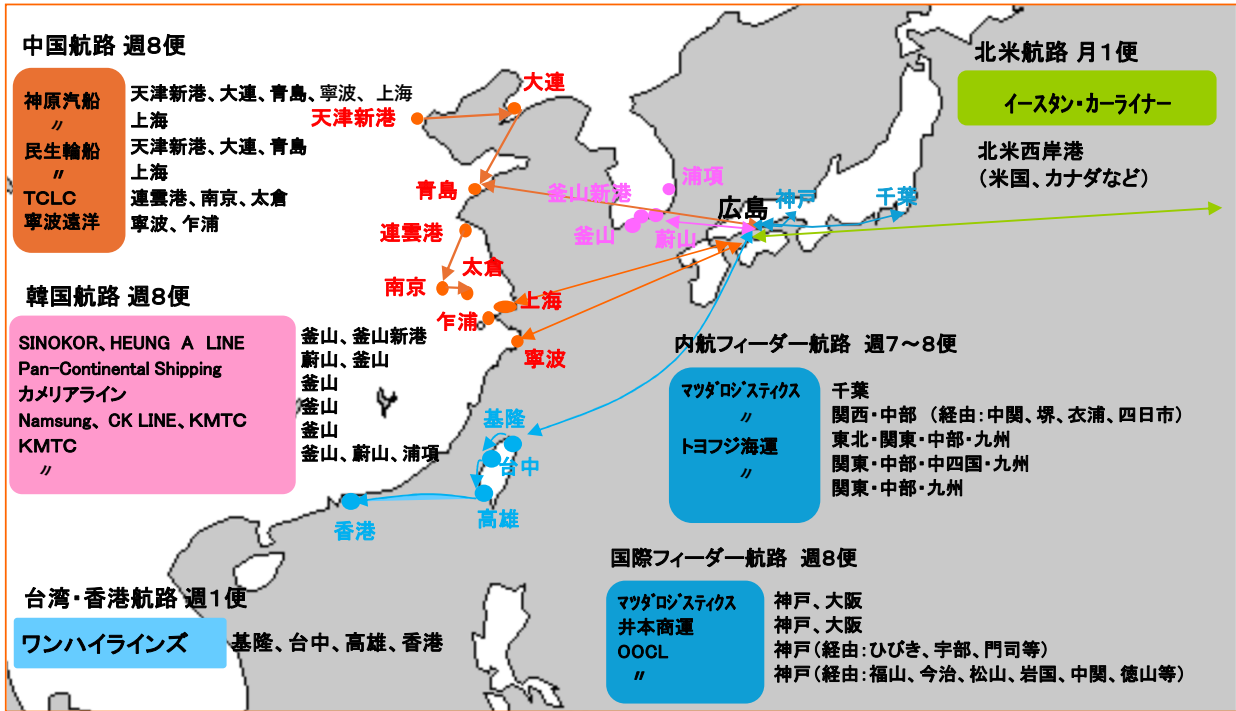 中国航路 週8便
神原汽船 天津新港、大連、青島、寧波、上海
〃 上海
民生輪船 天津新港、大連、青島
〃 上海
TCLC 連雲港、南京、太倉
寧波遠洋 寧波、乍浦
韓国航路 週8便
SINOKOR、HEUNG A LINE 釜山、釜山新港
Pan-Continental Shipping 蔚山、釜山
カメリアライン 釜山
Namsung、CK LINE、KMTC 釜山
KMTC 釜山
〃 釜山、蔚山、浦項
台湾・香港航路 週1便
ワンハイラインズ 基隆、台中、高雄、香港
大連
天津新港
青島
連雲港
太倉
南京
上海
乍浦
寧波
浦項
釜山新港
釜山
蔚山
広島
神戸
千葉
基隆
台中
高雄
香港
北米航路 月1便
イースタン・カーライナー
北米西岸港
(米国、カナダなど)
内航フィーダー航路 週7～8便
マツダロジスティクス 千葉
〃 関西・中部 (経由:中関、堺、衣浦、四日市)
トヨフジ海運 東北・関東・中部・九州
〃 関東・中部・中四国・九州
関東・中部・九州
国際フィーダー航路 週8便
マツダロジスティクス 神戸、大阪
井本商運 神戸、大阪
OOCL 神戸(経由:ひびき、宇部、門司等)
〃 神戸(経由:福山、今治、松山、岩国、中関、徳山等)